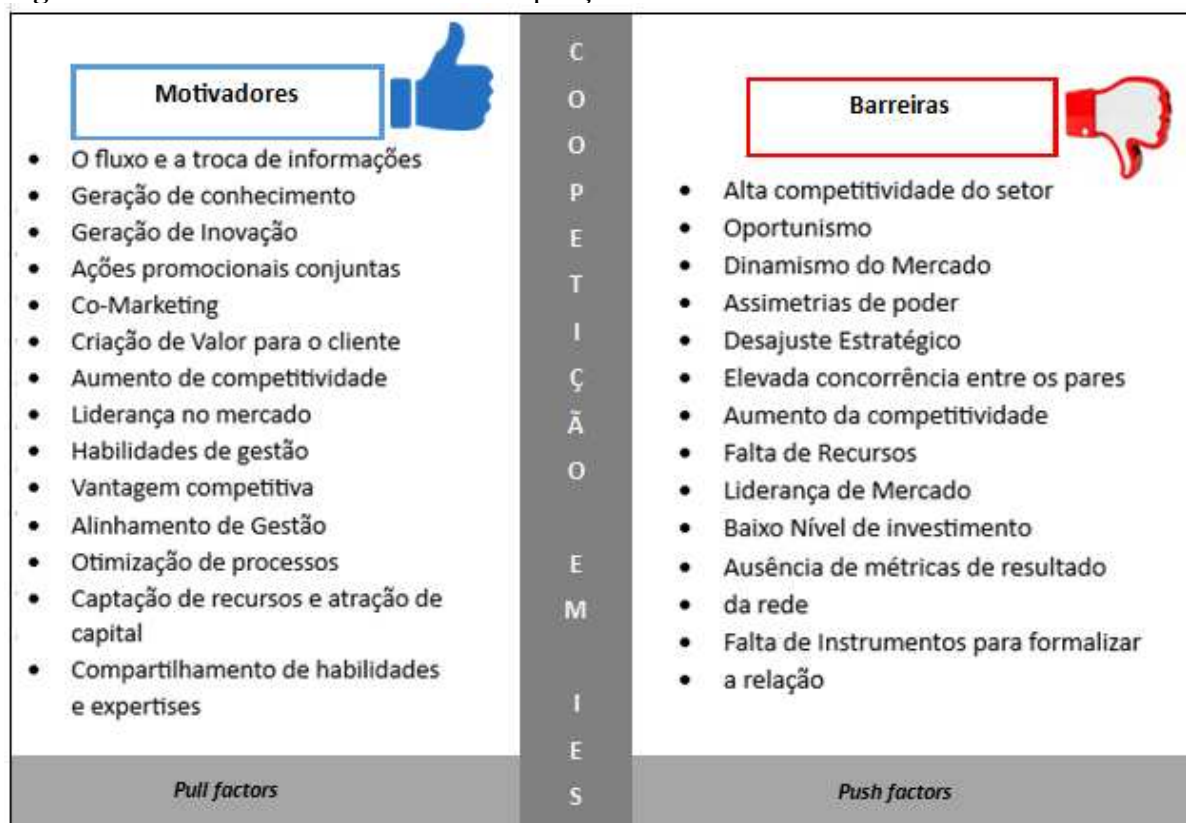 Motivadores
• O fluxo e a troca de informações
• Geração de conhecimento
• Geração de Inovação
• Ações promocionais conjuntas
• Co-Marketing
• Criação de Valor para o cliente
• Aumento de competitividade
• Liderança no mercado
• Habilidades de gestão
• Vantagem competitiva
• Alinhamento de Gestão
• Otimização de processos
• Captação de recursos e atração de
capital
• Compartilhamento de habilidades
e expertises
Pull factors
COOPETIÇÃO EM IES
Barreiras
• Alta competitividade do setor
• Oportunismo
• Dinamismo do Mercado
• Assimetrias de poder
• Desajuste Estratégico
• Elevada concorrência entre os pares
• Aumento da competitividade
• Falta de Recursos
• Liderança de Mercado
• Baixo Nível de investimento
• Ausência de métricas de resultado
• da rede
• Falta de Instrumentos para formalizar
• a relação
Push factors